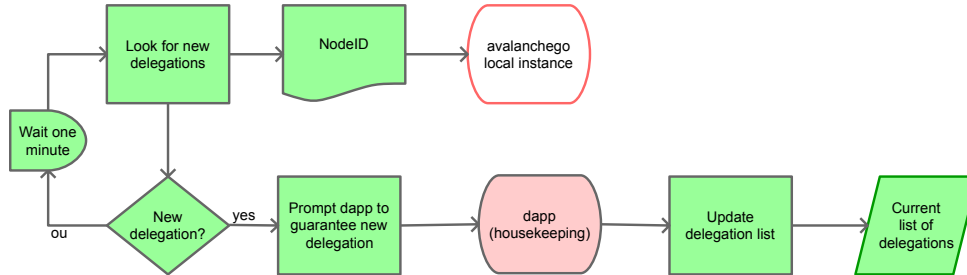 Look for new
delegations
NodeID
avalanchego
local instance
Wait one
minute
ou
New
delegation?
yes
Prompt dapp to
guarantee new
delegation
dapp
(housekeeping)
Update
delegation list
Current
list of
delegations